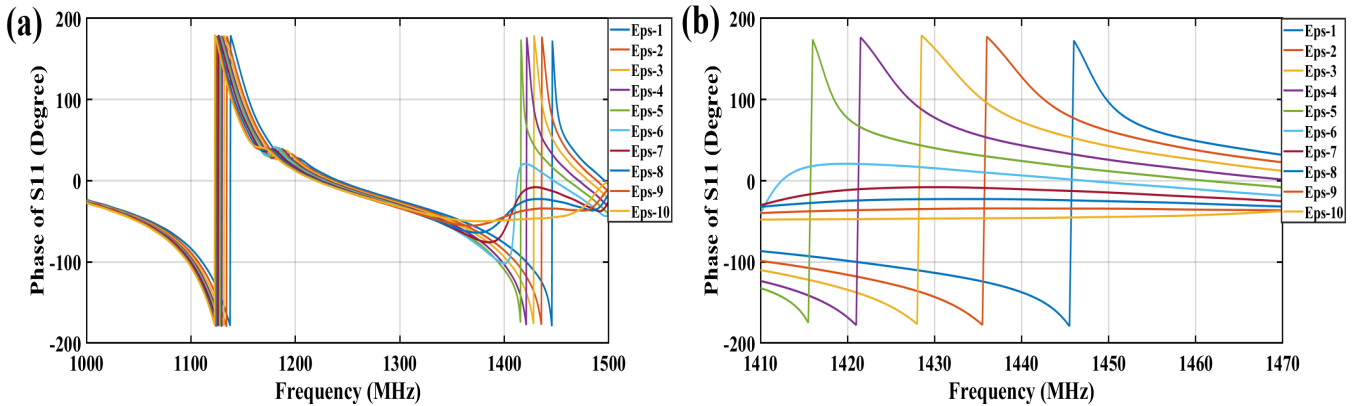 (a)
200
100
0
-100
-200
1000
1100
1200
1300
1400
1500
Phase of S11 (Degree)
Frequency (MHz)
Eps-1
Eps-2
Eps-3
Eps-4
Eps-5
Eps-6
Eps-7
Eps-8
Eps-9
Eps-10
(b)
200
100
0
-100
-200
1410
1420
1430
1440
1450
1460
1470
Phase of S11 (Degree)
Frequency (MHz)
Eps-1
Eps-2
Eps-3
Eps-4
Eps-5
Eps-6
Eps-7
Eps-8
Eps-9
Eps-10